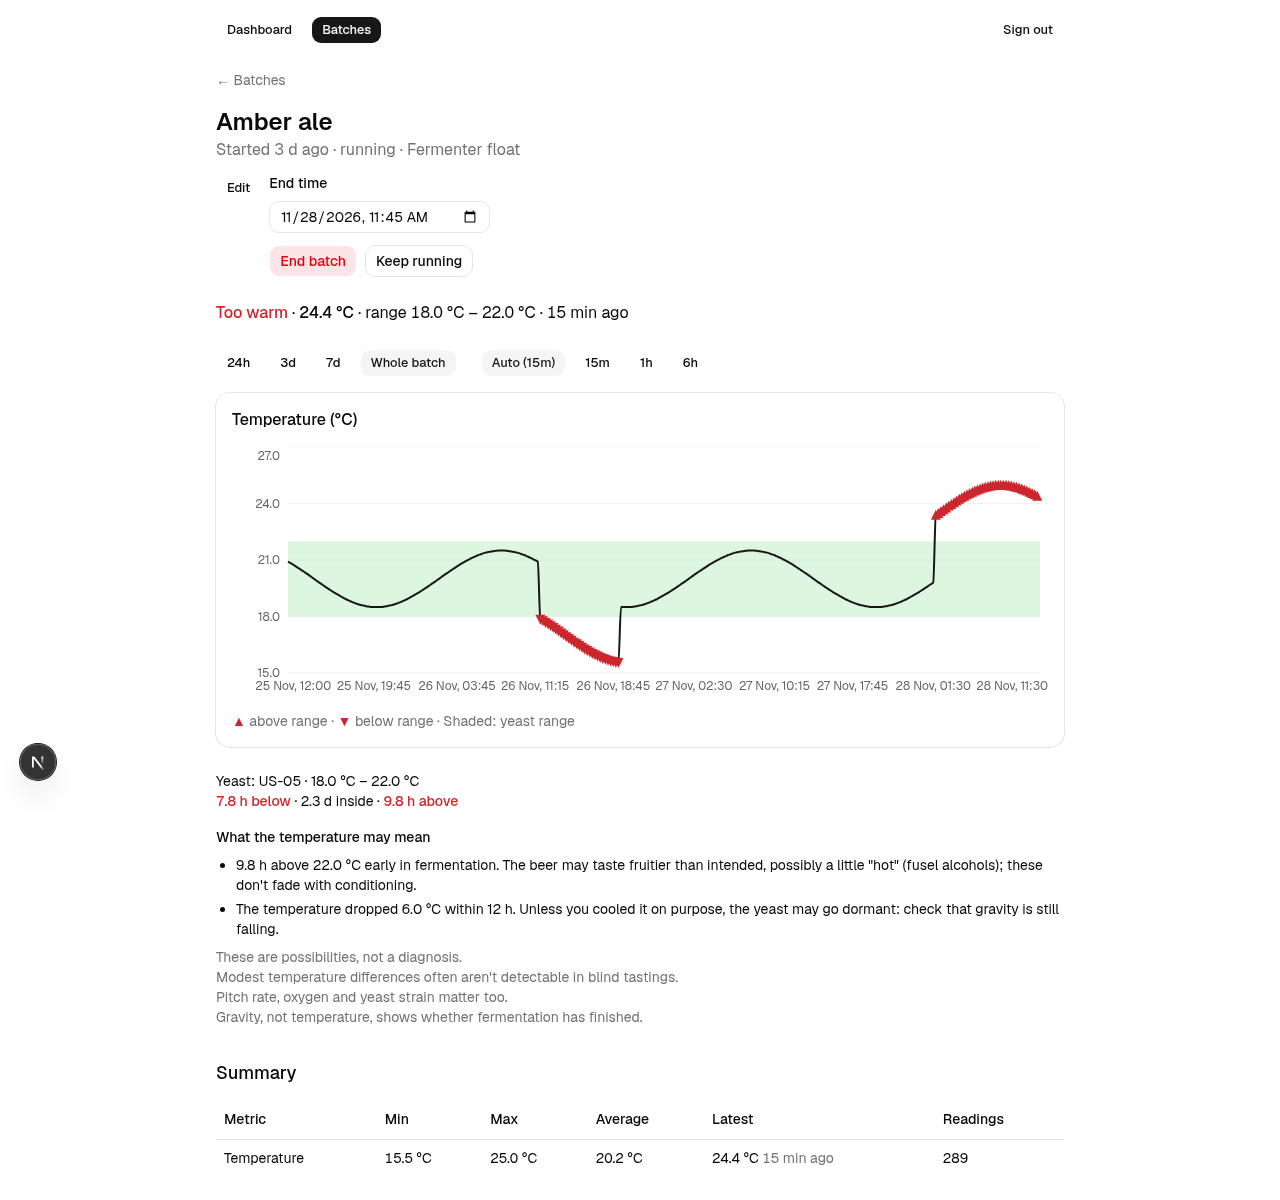 Dashboard Batches Sign out
← Batches
Amber ale
Started 3 d ago · running · Fermenter float
Edit End time
11/28/2026, 11:45 AM
End batch Keep running
Too warm · 24.4 °C · range 18.0 °C – 22.0 °C · 15 min ago
24h 3d 7d Whole batch Auto (15m) 15m 1h 6h
Temperature (°C)
27.0
24.0
21.0
18.0
15.0
25 Nov, 12:00 25 Nov, 19:45 26 Nov, 03:45 26 Nov, 11:15 26 Nov, 18:45 27 Nov, 02:30 27 Nov, 10:15 27 Nov, 17:45 28 Nov, 01:30 28 Nov, 11:30
▲ above range · ▼ below range · Shaded: yeast range
N
Yeast: US-05 · 18.0 °C – 22.0 °C
7.8 h below · 2.3 d inside · 9.8 h above
What the temperature may mean
• 9.8 h above 22.0 °C early in fermentation. The beer may taste fruitier than intended, possibly a little "hot" (fusel alcohols); these
don't fade with conditioning.
• The temperature dropped 6.0 °C within 12 h. Unless you cooled it on purpose, the yeast may go dormant: check that gravity is still
falling.
These are possibilities, not a diagnosis.
Modest temperature differences often aren't detectable in blind tastings.
Pitch rate, oxygen and yeast strain matter too.
Gravity, not temperature, shows whether fermentation has finished.
Summary
Metric Min Max Average Latest Readings
Temperature 15.5 °C 25.0 °C 20.2 °C 24.4 °C 15 min ago 289